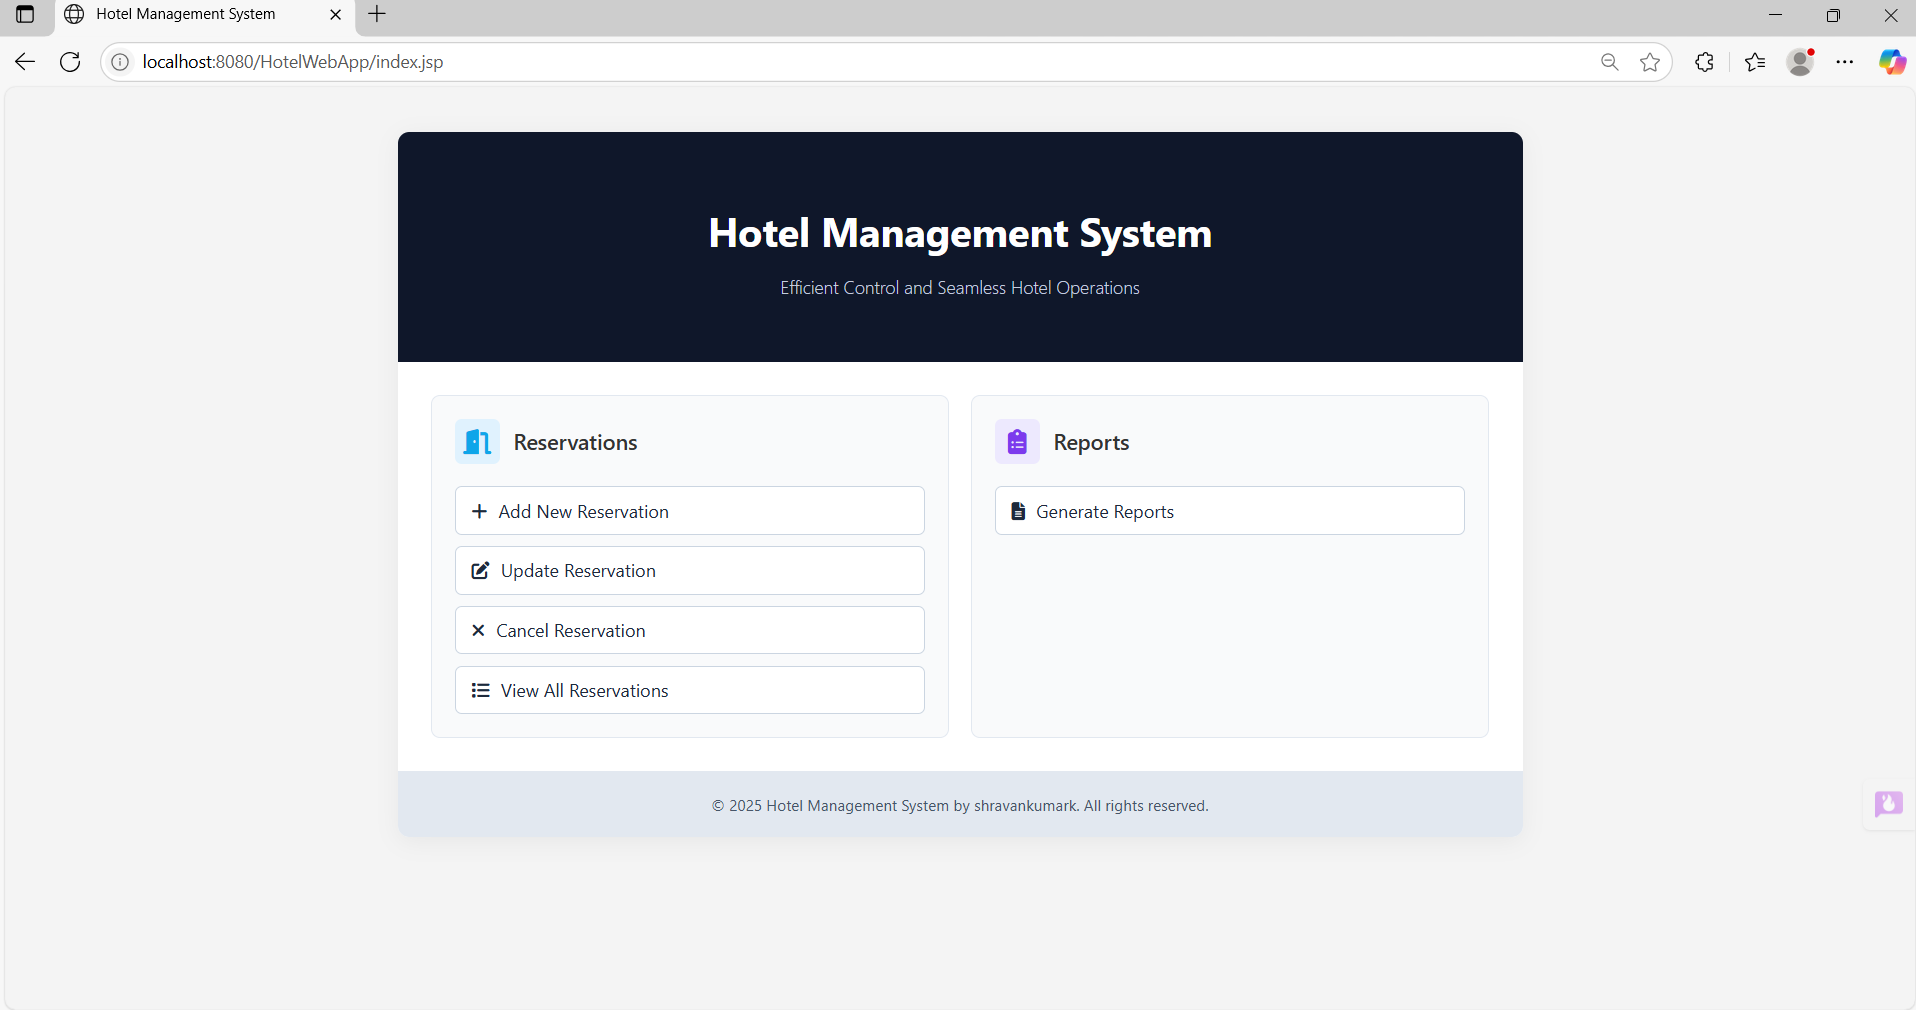 Hotel Management System
localhost:8080/HotelWebApp/index.jsp
Hotel Management System
Efficient Control and Seamless Hotel Operations
Reservations
Add New Reservation
Update Reservation
Cancel Reservation
View All Reservations
Reports
Generate Reports
© 2025 Hotel Management System by shravankumark. All rights reserved.